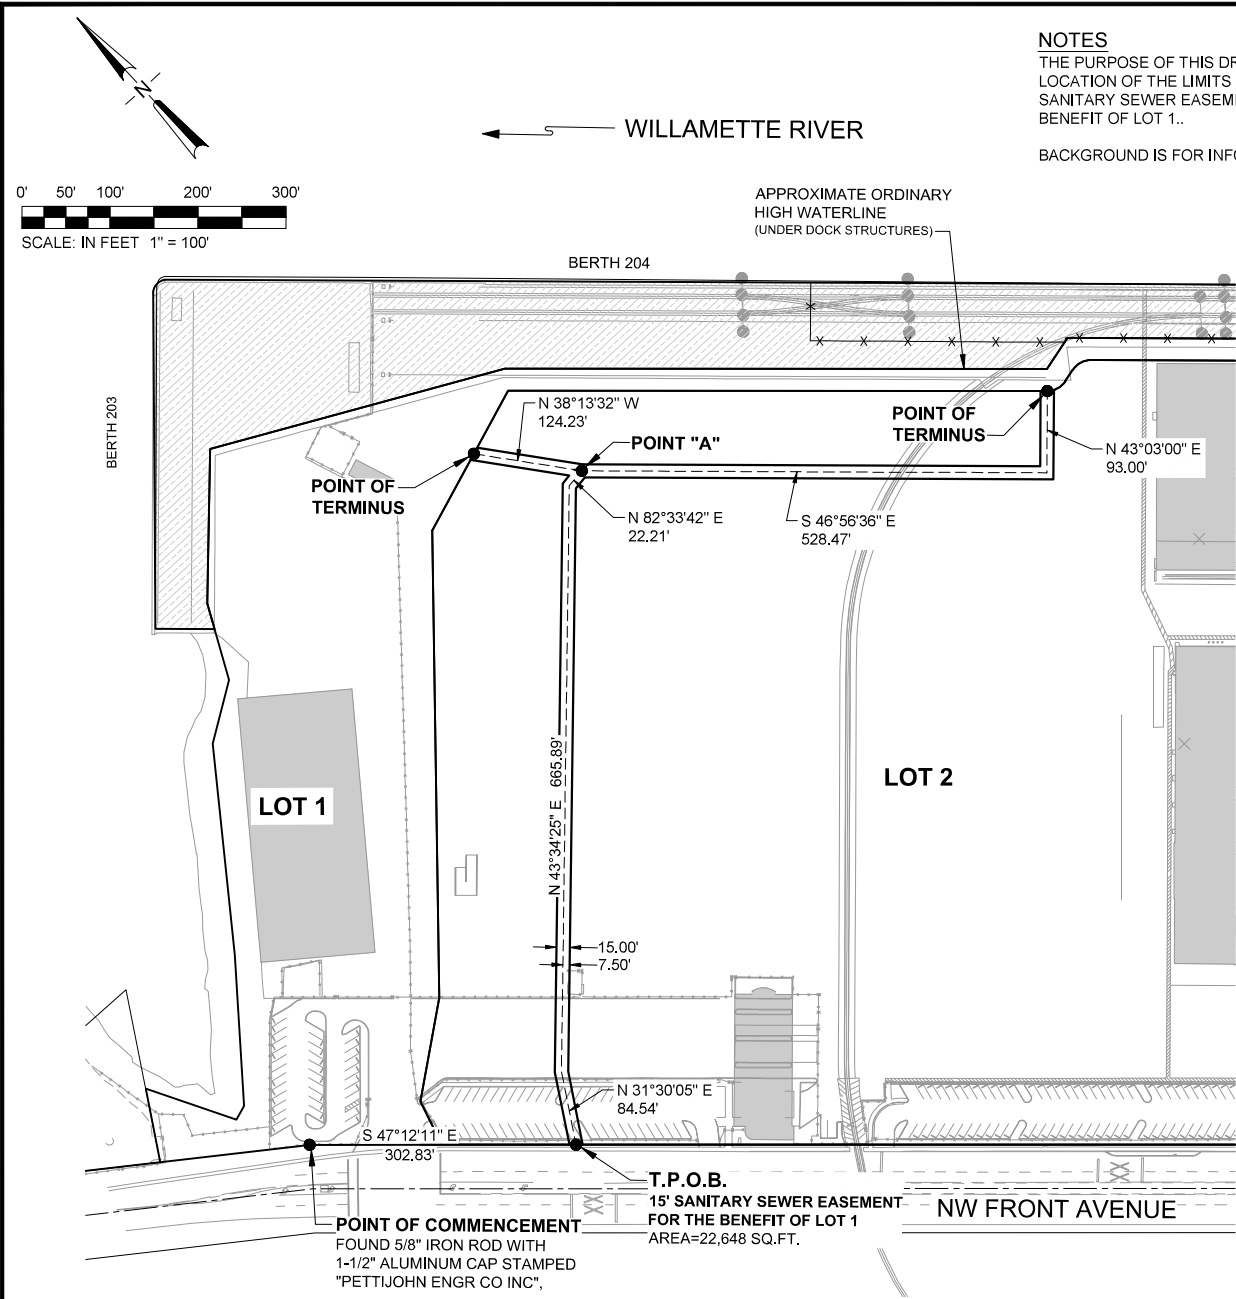 NOTES
THE PURPOSE OF THIS DR
LOCATION OF THE LIMITS
SANITARY SEWER EASEM
BENEFIT OF LOT 1..
BACKGROUND IS FOR INFO
N
WILLAMETTE RIVER
0' 50' 100' 200' 300'
SCALE: IN FEET 1" = 100'
APPROXIMATE ORDINARY
HIGH WATERLINE
(UNDER DOCK STRUCTURES)
BERTH 204
BERTH 203
N 38°13'32" W
124.23'
POINT "A"
POINT OF
TERMINUS
N 43°03'00" E
93.00'
POINT OF
TERMINUS
N 82°33'42" E
22.21'
S 46°56'36" E
528.47'
N 43°34'25" E 665.89'
LOT 1
LOT 2
15.00'
7.50'
N 31°30'05" E
84.54'
S 47°12'11" E
302.83'
T.P.O.B.
15' SANITARY SEWER EASEMENT
FOR THE BENEFIT OF LOT 1
AREA=22,648 SQ.FT.
NW FRONT AVENUE
POINT OF COMMENCEMENT
FOUND 5/8" IRON ROD WITH
1-1/2" ALUMINUM CAP STAMPED
"PETTIJOHN ENGR CO INC",